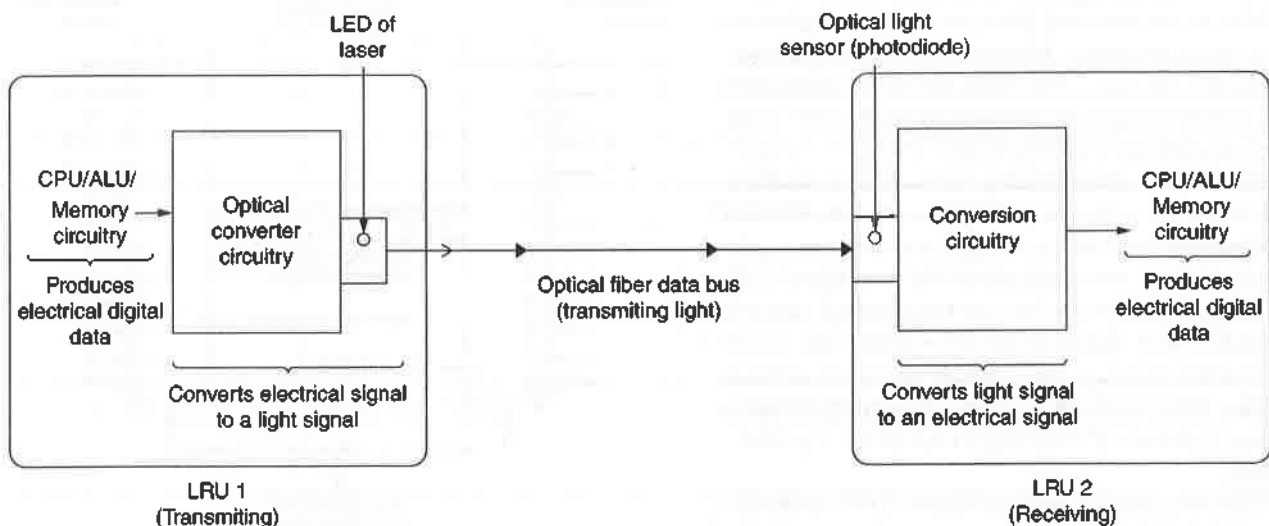 LED of
laser
Optical light
sensor (photodiode)
CPU/ALU/
Memory
circuitry
Produces
electrical digital
data
Optical
converter
circuitry
Converts electrical signal
to a light signal
Optical fiber data bus
(transmiting light)
Conversion
circuitry
Converts light signal
to an electrical signal
CPU/ALU/
Memory
circuitry
Produces
electrical digital
data
LRU 1
(Transmiting)
LRU 2
(Receiving)